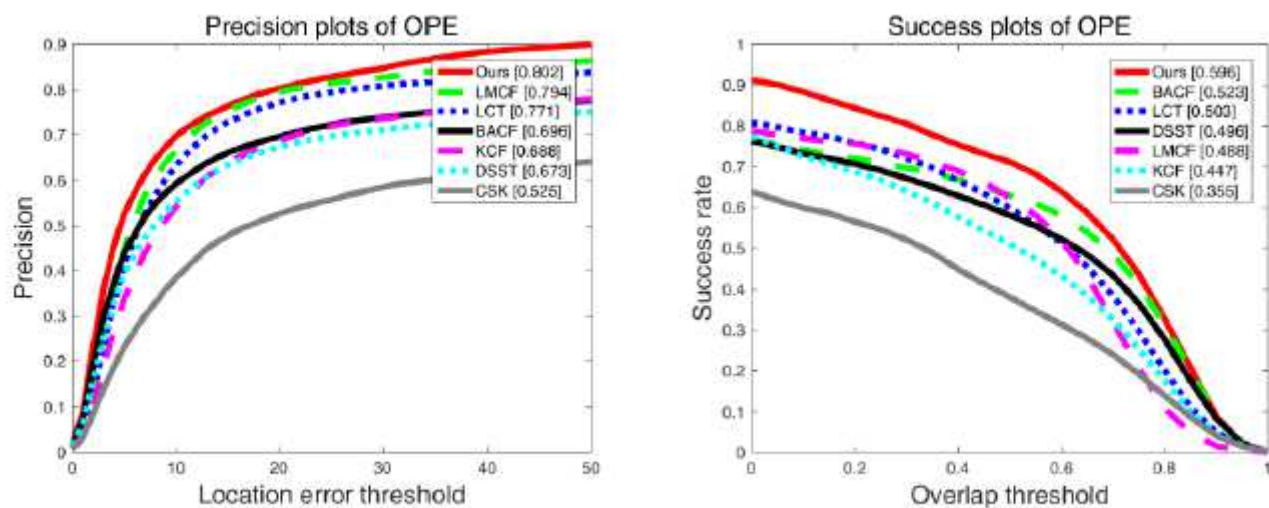 Precision plots of OPE
0.9
0.8
0.7
0.6
0.5
0.4
0.3
0.2
0.1
0
Precision
Ours [0.802]
LMCF [0.794]
LCT [0.771]
BACF [0.696]
KCF [0.688]
DSST [0.673]
CSK [0.525]
0 10 20 30 40 50
Location error threshold
Success plots of OPE
1
0.9
0.8
0.7
0.6
0.5
0.4
0.3
0.2
0.1
0
Success rate
Ours [0.596]
BACF [0.523]
LCT [0.503]
DSST [0.496]
LMCF [0.488]
KCF [0.447]
CSK [0.355]
0 0.2 0.4 0.6 0.8 1
Overlap threshold